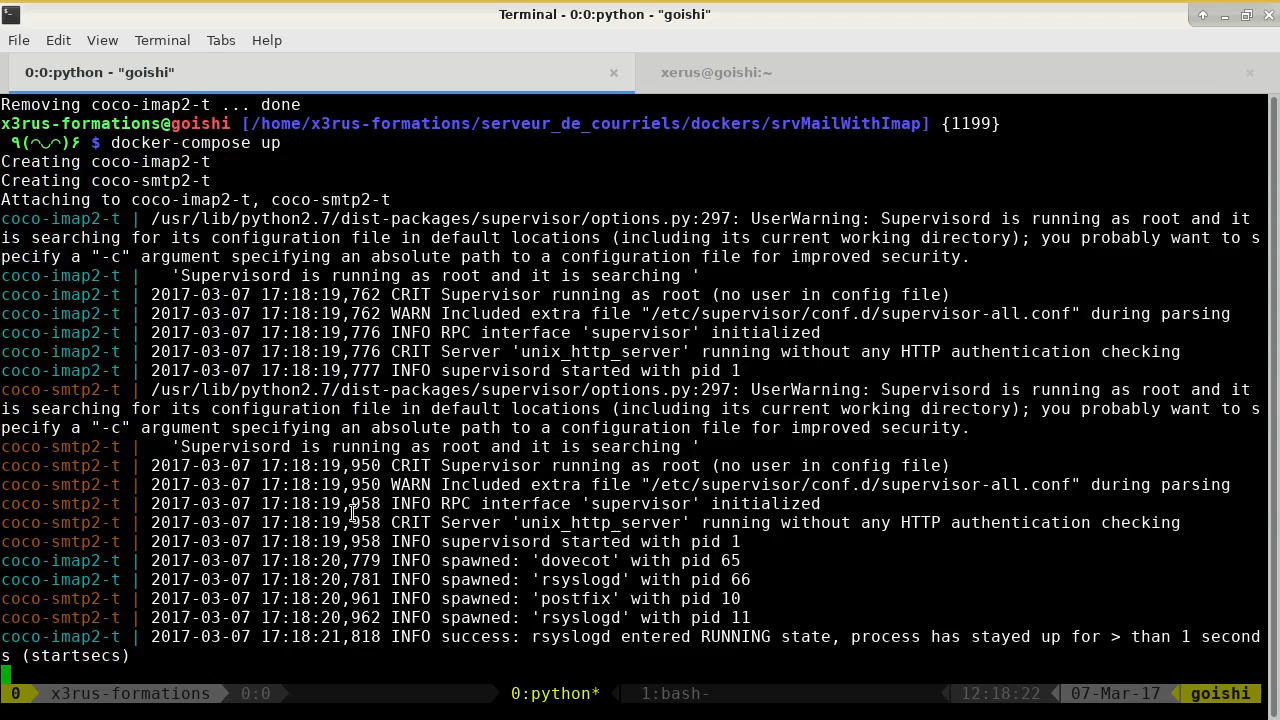 Terminal - 0:0:python - "goishi"
File Edit View Terminal Tabs Help
0:0:python - "goishi" × xerus@goishi:~ ×
Removing coco-imap2-t ... done
x3rus-formations@goishi [/home/x3rus-formations/serveur_de_courriels/dockers/srvMailWithImap] {1199}
٩(◠◡◠)۶ $ docker-compose up
Creating coco-imap2-t
Creating coco-smtp2-t
Attaching to coco-imap2-t, coco-smtp2-t
coco-imap2-t | /usr/lib/python2.7/dist-packages/supervisor/options.py:297: UserWarning: Supervisord is running as root and it
is searching for its configuration file in default locations (including its current working directory); you probably want to s
pecify a "-c" argument specifying an absolute path to a configuration file for improved security.
coco-imap2-t |   'Supervisord is running as root and it is searching '
coco-imap2-t | 2017-03-07 17:18:19,762 CRIT Supervisor running as root (no user in config file)
coco-imap2-t | 2017-03-07 17:18:19,762 WARN Included extra file "/etc/supervisor/conf.d/supervisor-all.conf" during parsing
coco-imap2-t | 2017-03-07 17:18:19,776 INFO RPC interface 'supervisor' initialized
coco-imap2-t | 2017-03-07 17:18:19,776 CRIT Server 'unix_http_server' running without any HTTP authentication checking
coco-imap2-t | 2017-03-07 17:18:19,777 INFO supervisord started with pid 1
coco-smtp2-t | /usr/lib/python2.7/dist-packages/supervisor/options.py:297: UserWarning: Supervisord is running as root and it
is searching for its configuration file in default locations (including its current working directory); you probably want to s
pecify a "-c" argument specifying an absolute path to a configuration file for improved security.
coco-smtp2-t |   'Supervisord is running as root and it is searching '
coco-smtp2-t | 2017-03-07 17:18:19,950 CRIT Supervisor running as root (no user in config file)
coco-smtp2-t | 2017-03-07 17:18:19,950 WARN Included extra file "/etc/supervisor/conf.d/supervisor-all.conf" during parsing
coco-smtp2-t | 2017-03-07 17:18:19,958 INFO RPC interface 'supervisor' initialized
coco-smtp2-t | 2017-03-07 17:18:19,958 CRIT Server 'unix_http_server' running without any HTTP authentication checking
coco-smtp2-t | 2017-03-07 17:18:19,958 INFO supervisord started with pid 1
coco-imap2-t | 2017-03-07 17:18:20,779 INFO spawned: 'dovecot' with pid 65
coco-imap2-t | 2017-03-07 17:18:20,781 INFO spawned: 'rsyslogd' with pid 66
coco-smtp2-t | 2017-03-07 17:18:20,961 INFO spawned: 'postfix' with pid 10
coco-smtp2-t | 2017-03-07 17:18:20,962 INFO spawned: 'rsyslogd' with pid 11
coco-imap2-t | 2017-03-07 17:18:21,818 INFO success: rsyslogd entered RUNNING state, process has stayed up for > than 1 second
s (startsecs)
0 x3rus-formations 0:0 0:python* 1:bash- 12:18:22 07-Mar-17 goishi